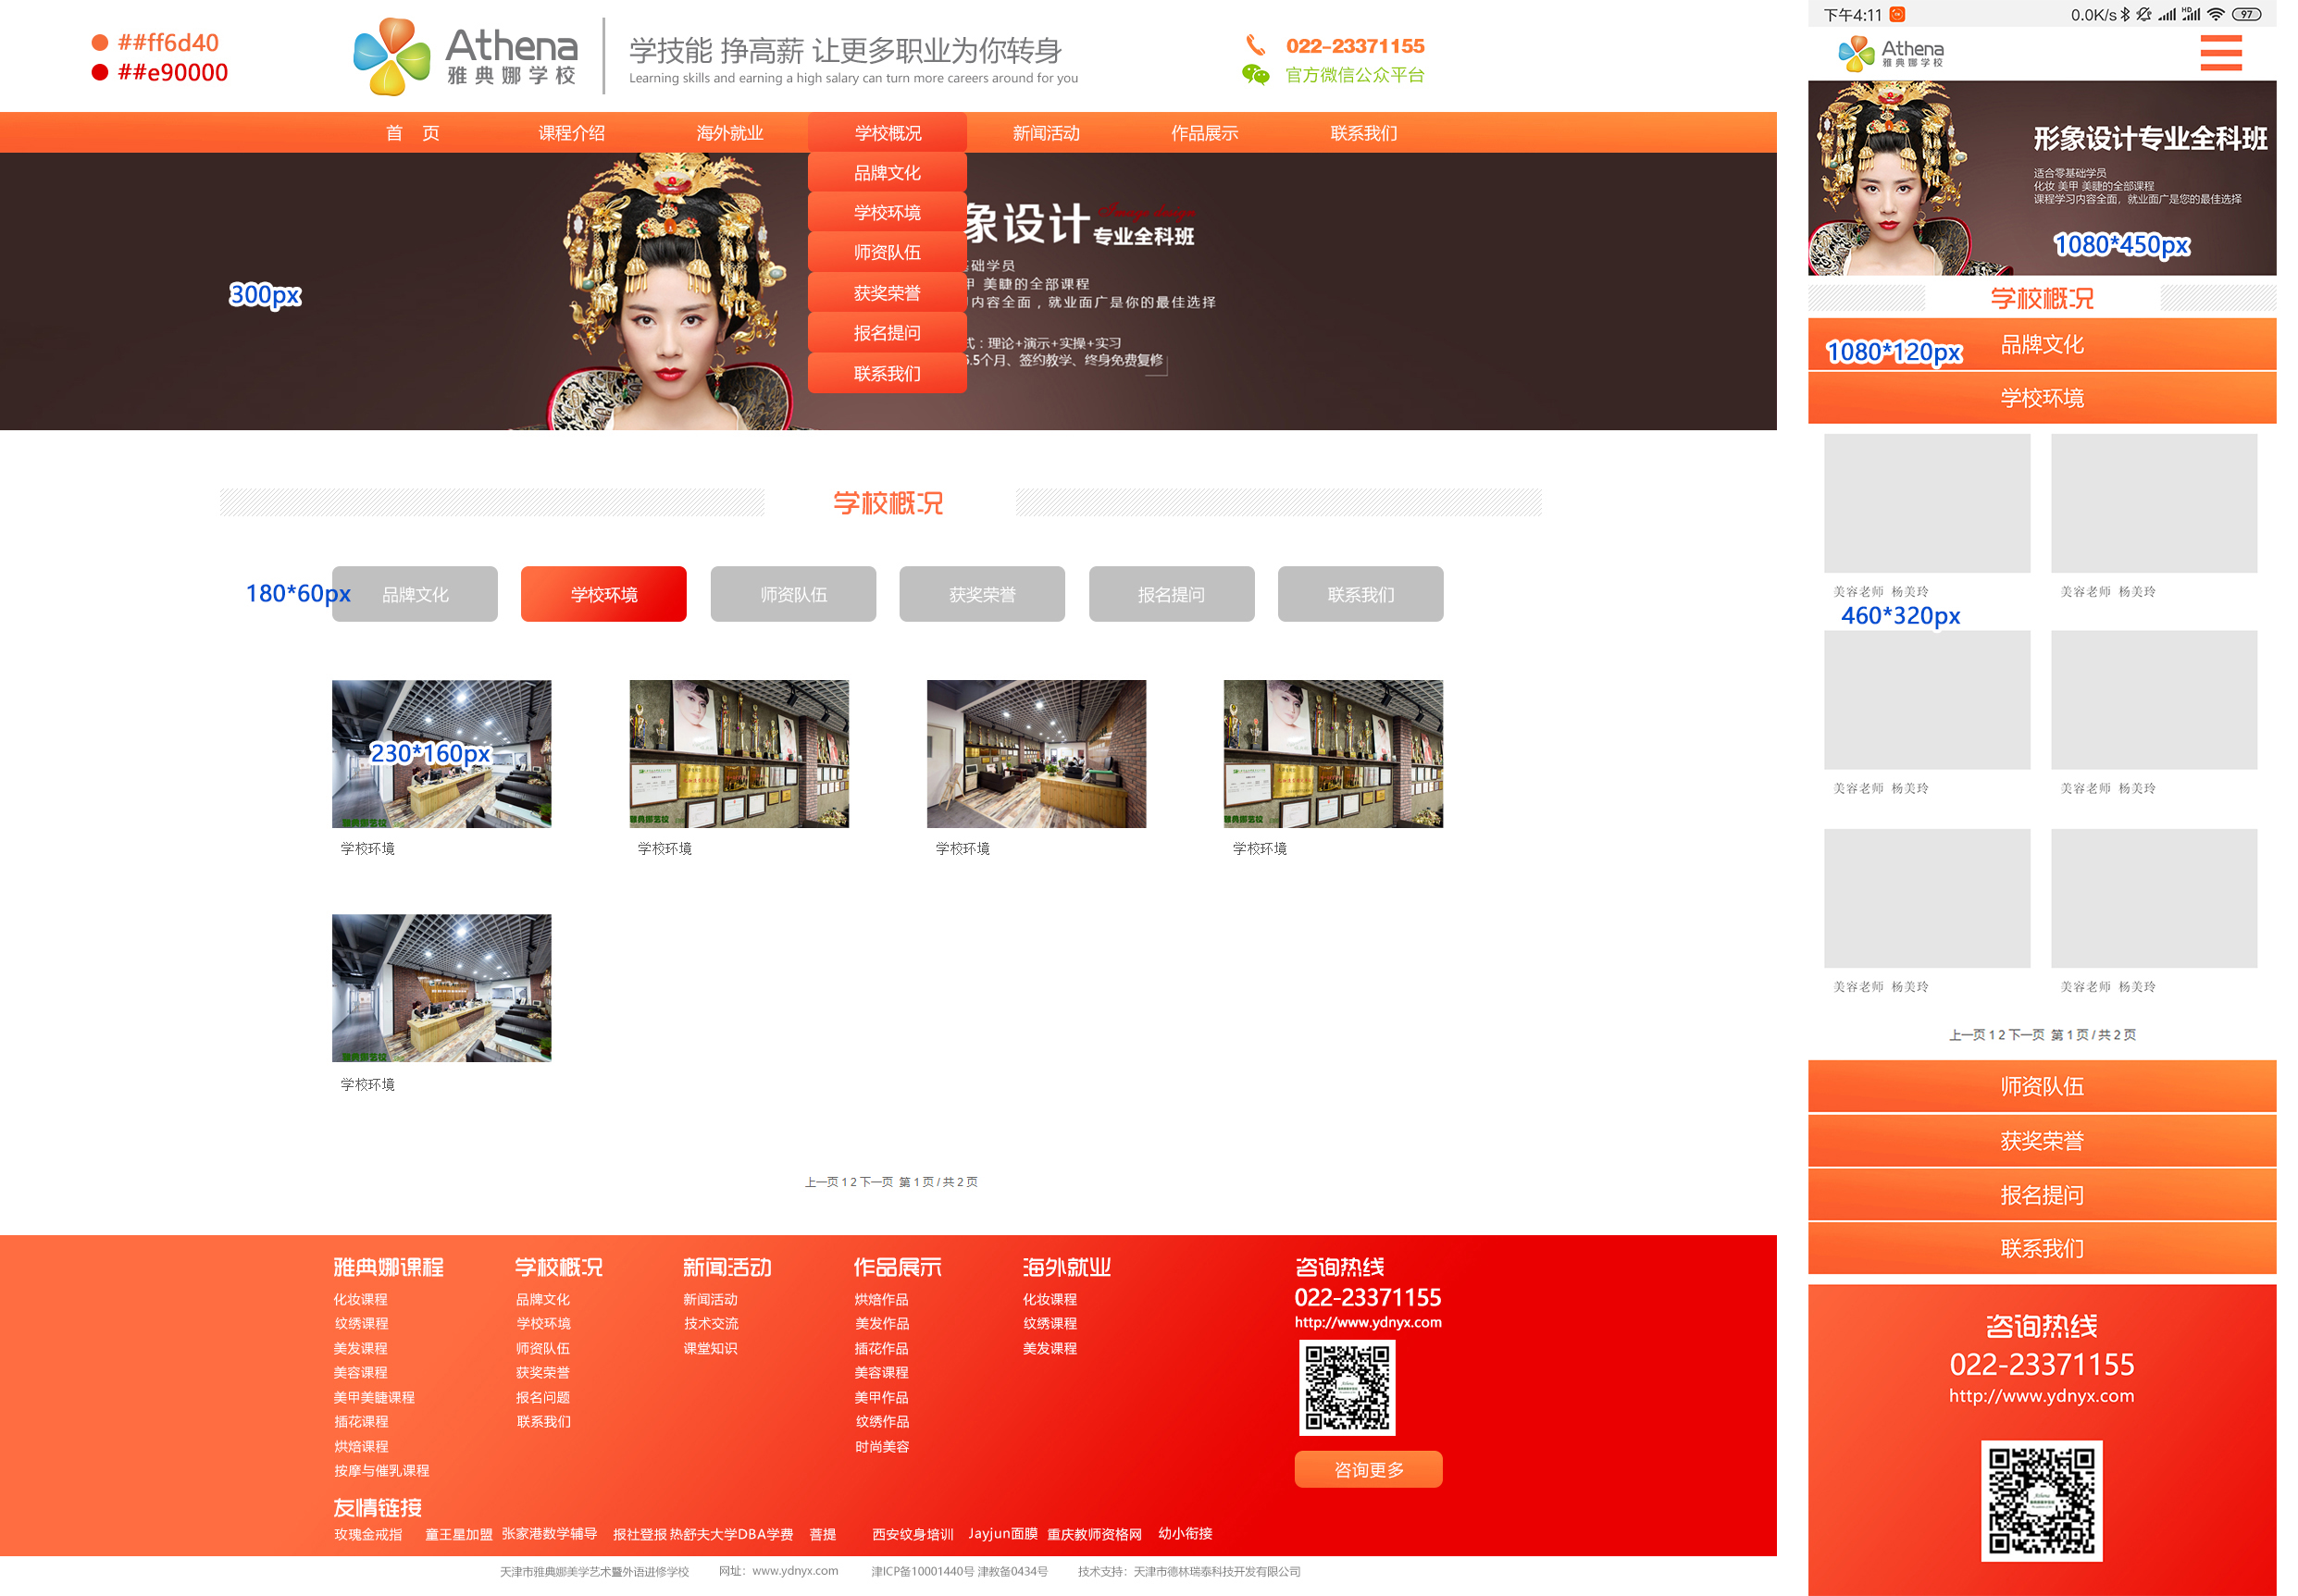 ##ff6d40
##e90000
Athena
雅典娜学校
学技能 挣高薪 让更多职业为你转身
Learning skills and earning a high salary can turn more careers around for you
022-23371155
官方微信公众平台
首 页 课程介绍 海外就业 学校概况 新闻活动 作品展示 联系我们
品牌文化
学校环境
师资队伍
获奖荣誉
报名提问
联系我们
象设计
Image design
专业全科班
础学员
甲 美睫的全部课程
内容全面，就业面广是你的最佳选择
式：理论+演示+实操+实习
.5个月、签约教学、终身免费复修
300px
学校概况
180*60px
品牌文化 学校环境 师资队伍 获奖荣誉 报名提问 联系我们
230*160px
雅典娜艺校
学校环境 学校环境 学校环境 学校环境
雅典娜艺校
学校环境
上一页 1 2 下一页 第 1 页 / 共 2 页
雅典娜课程
化妆课程
纹绣课程
美发课程
美容课程
美甲美睫课程
插花课程
烘焙课程
按摩与催乳课程
学校概况
品牌文化
学校环境
师资队伍
获奖荣誉
报名问题
联系我们
新闻活动
新闻活动
技术交流
课堂知识
作品展示
烘焙作品
美发作品
插花作品
美容课程
美甲作品
纹绣作品
时尚美容
海外就业
化妆课程
纹绣课程
美发课程
咨询热线
022-23371155
http://www.ydnyx.com
咨询更多
友情链接
玫瑰金戒指 童王星加盟 张家港数学辅导 报社登报 热舒夫大学DBA学费 菩提 西安纹身培训 Jayjun面膜 重庆教师资格网 幼小衔接
天津市雅典娜美学艺术暨外语进修学校 网址：www.ydnyx.com 津ICP备10001440号 津教备0434号 技术支持：天津市德林瑞泰科技开发有限公司
下午4:11 0.0K/s HD 97
Athena
雅典娜学校
形象设计专业全科班
适合零基础学员
化妆 美甲 美睫的全部课程
课程学习内容全面，就业面广是您的最佳选择
1080*450px
学校概况
1080*120px
品牌文化
学校环境
美容老师 杨美玲 美容老师 杨美玲
460*320px
美容老师 杨美玲 美容老师 杨美玲
美容老师 杨美玲 美容老师 杨美玲
上一页 1 2 下一页 第 1 页 / 共 2 页
师资队伍
获奖荣誉
报名提问
联系我们
咨询热线
022-23371155
http://www.ydnyx.com